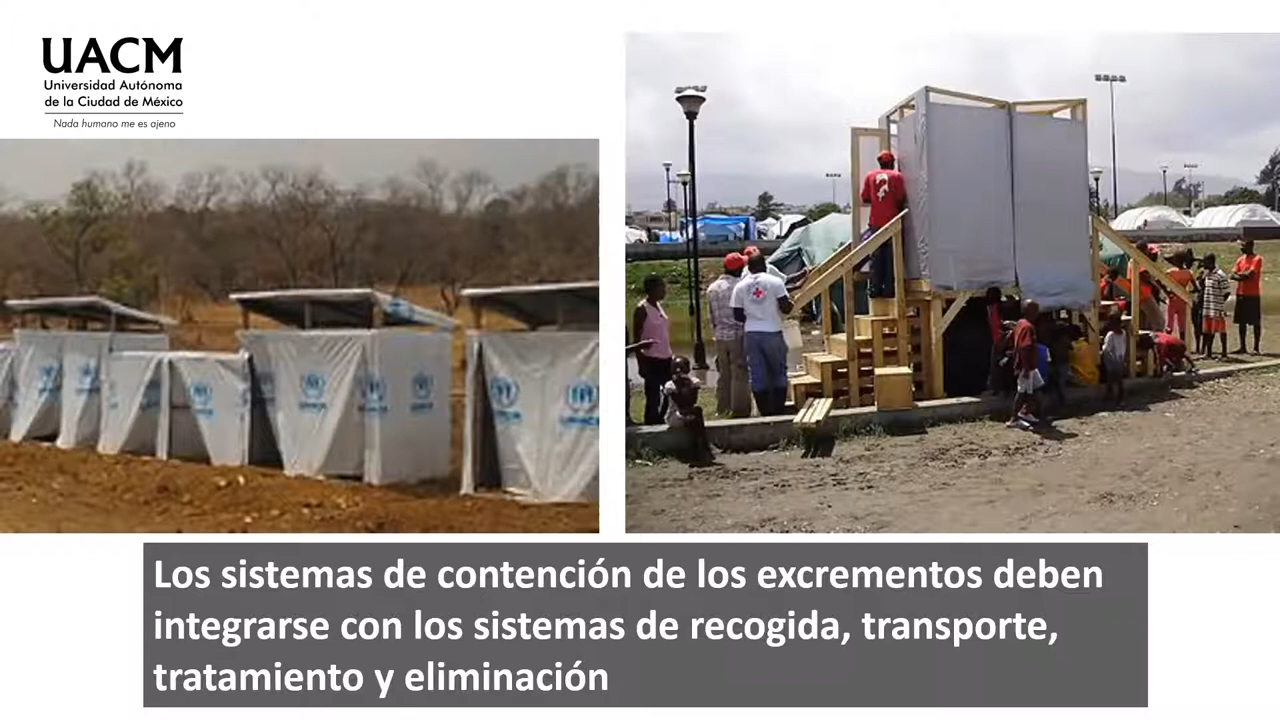 UACM
Universidad Autónoma
de la Ciudad de México
Nada humano me es ajeno
Los sistemas de contención de los excrementos deben
integrarse con los sistemas de recogida, transporte,
tratamiento y eliminación